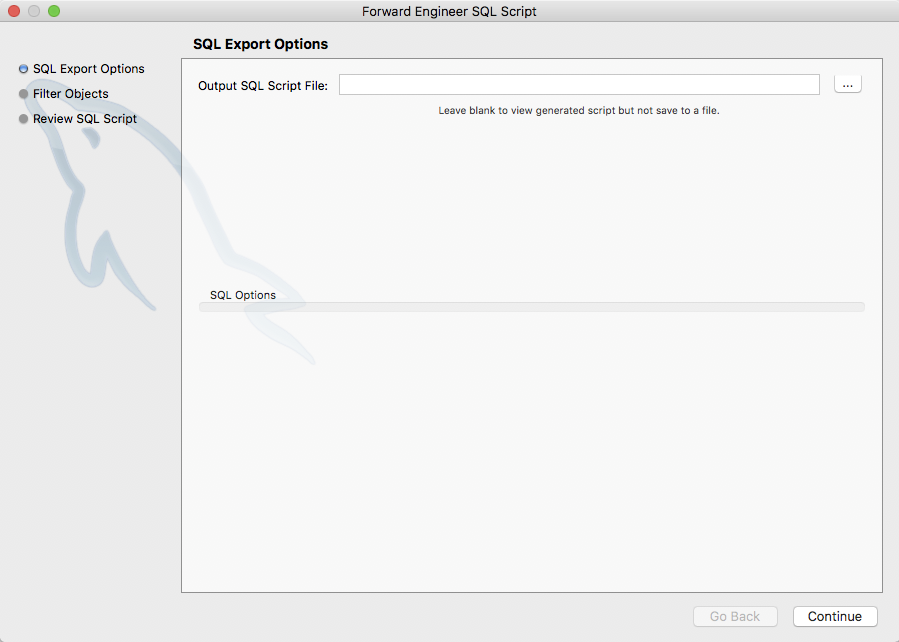 Forward Engineer SQL Script
SQL Export Options
SQL Export Options
Filter Objects
Review SQL Script
Output SQL Script File:
...
Leave blank to view generated script but not save to a file.
SQL Options
Go Back
Continue